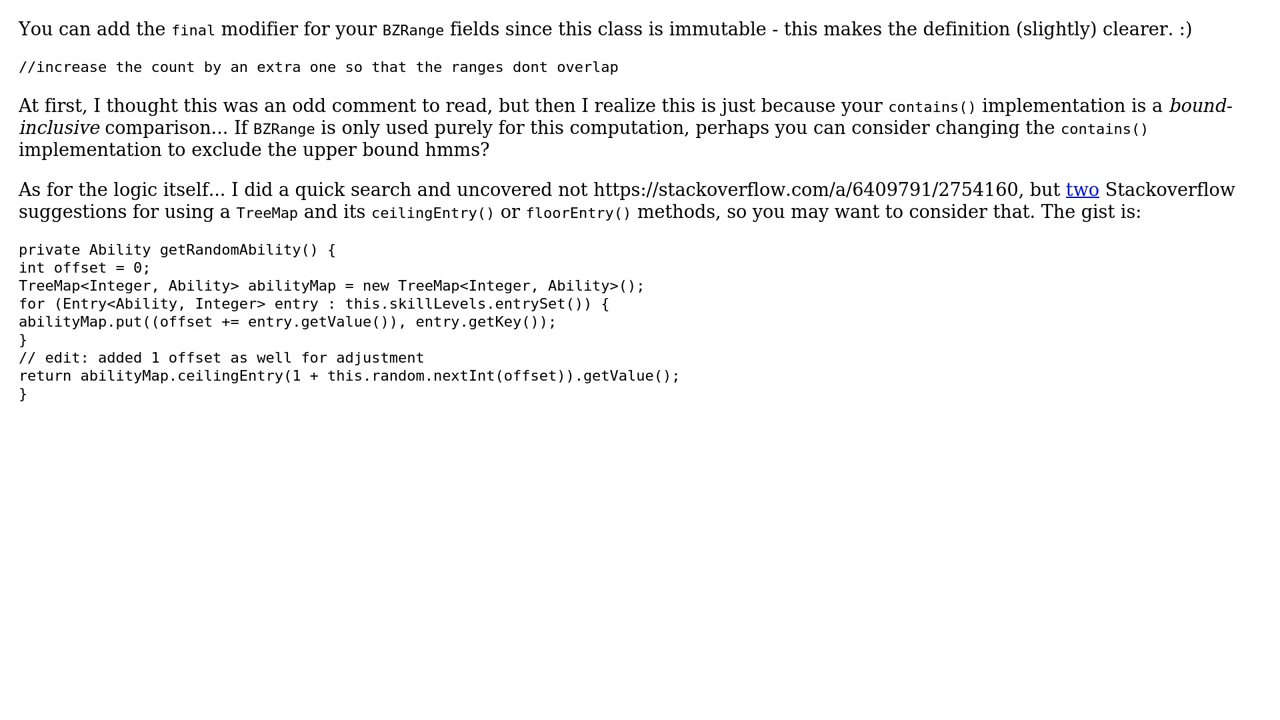 You can add the final modifier for your BZRange fields since this class is immutable - this makes the definition (slightly) clearer. :)
//increase the count by an extra one so that the ranges dont overlap
At first, I thought this was an odd comment to read, but then I realize this is just because your contains() implementation is a bound-
inclusive comparison... If BZRange is only used purely for this computation, perhaps you can consider changing the contains()
implementation to exclude the upper bound hmms?
As for the logic itself... I did a quick search and uncovered not https://stackoverflow.com/a/6409791/2754160, but two Stackoverflow
suggestions for using a TreeMap and its ceilingEntry() or floorEntry() methods, so you may want to consider that. The gist is:
private Ability getRandomAbility() {
int offset = 0;
TreeMap<Integer, Ability> abilityMap = new TreeMap<Integer, Ability>();
for (Entry<Ability, Integer> entry : this.skillLevels.entrySet()) {
abilityMap.put((offset += entry.getValue()), entry.getKey());
}
// edit: added 1 offset as well for adjustment
return abilityMap.ceilingEntry(1 + this.random.nextInt(offset)).getValue();
}